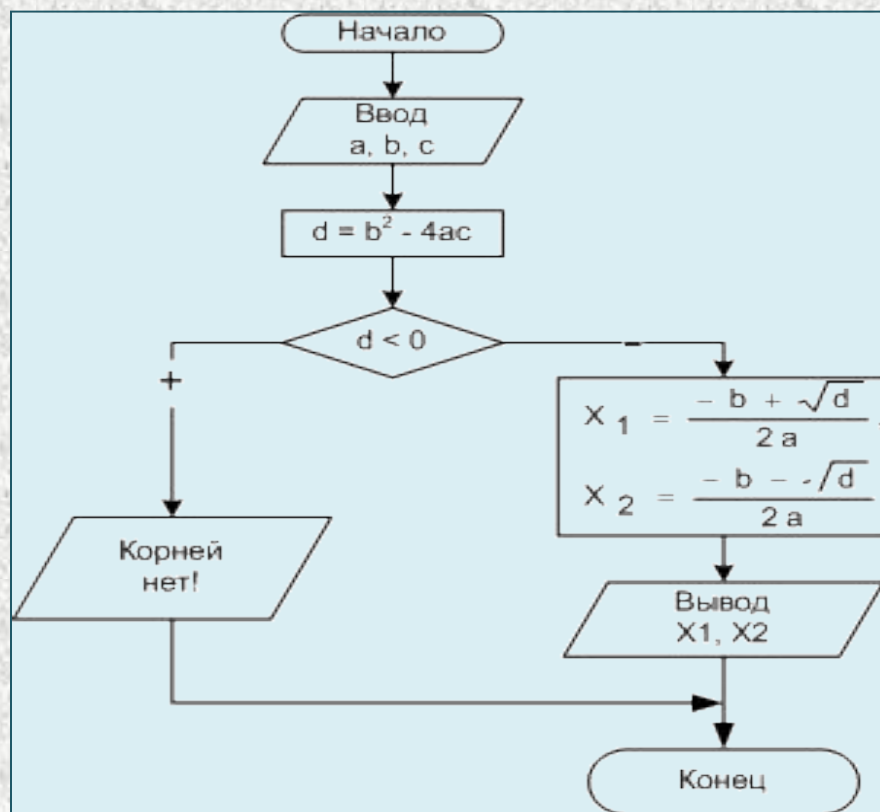 Начало
Ввод
a, b, c
d = b² - 4ac
d < 0
+
-
X 1 = (- b + √d) / 2 a
X 2 = (- b - √d) / 2 a
Корней
нет!
Вывод
X1, X2
Конец